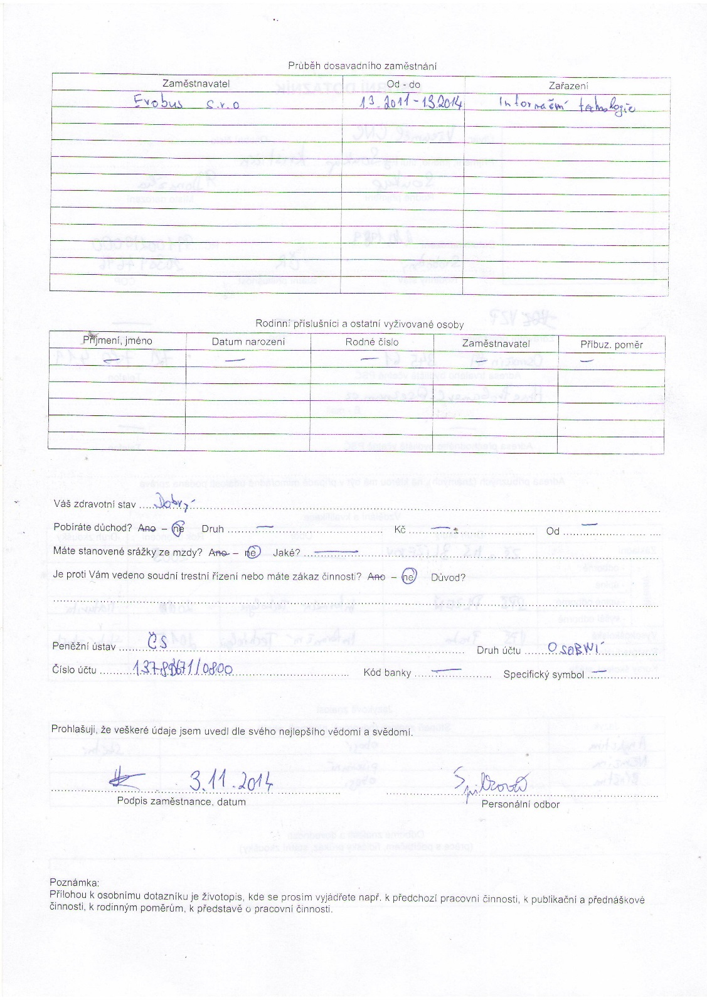 Průběh dosavadního zaměstnání
Zaměstnavatel Od - do Zařazení
Evobus s.r.o 1.3.2011-1.3.2014 Informační technologie
Rodinní příslušníci a ostatní vyživované osoby
Příjmení, jméno Datum narození Rodné číslo Zaměstnavatel Příbuz. poměr
— — — — —
Váš zdravotní stav ..... Dobrý .....
Pobíráte důchod? Ano – ne Druh ..... — ..... Kč ..... — ..... Od ..... — .....
Máte stanovené srážky ze mzdy? Ano – ne Jaké? ..... — .....
Je proti Vám vedeno soudní trestní řízení nebo máte zákaz činnosti? Ano – ne Důvod?
Peněžní ústav ..... ČS ..... Druh účtu ..... OSOBNÍ .....
Číslo účtu ..... /0800 ..... Kód banky ..... — ..... Specifický symbol ..... — .....
Prohlašuji, že veškeré údaje jsem uvedl dle svého nejlepšího vědomí a svědomí.
3.11.2014
Podpis zaměstnance, datum Personální odbor
Poznámka:
Přílohou k osobnímu dotazníku je životopis, kde se prosím vyjádřete např. k předchozí pracovní činnosti, k publikační a přednáškové
činnosti, k rodinným poměrům, k představě o pracovní činnosti.